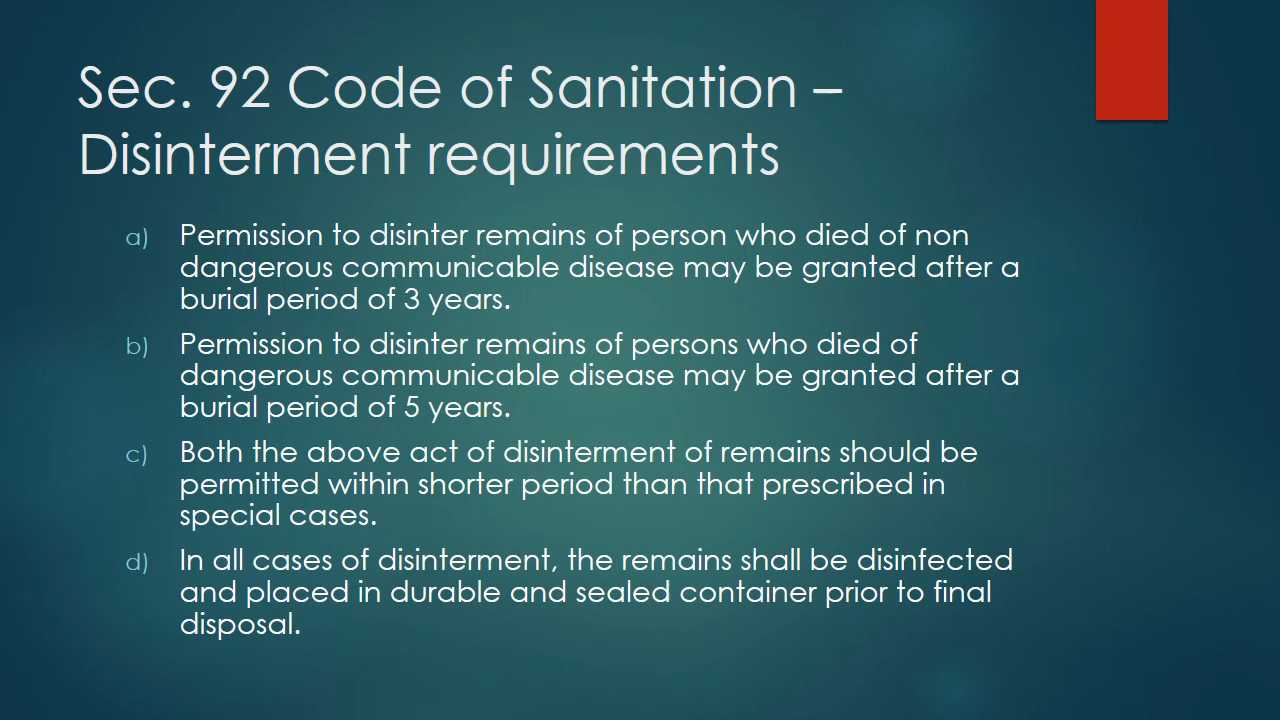 Sec. 92 Code of Sanitation –
Disinterment requirements
a) Permission to disinter remains of person who died of non
dangerous communicable disease may be granted after a
burial period of 3 years.
b) Permission to disinter remains of persons who died of
dangerous communicable disease may be granted after a
burial period of 5 years.
c) Both the above act of disinterment of remains should be
permitted within shorter period than that prescribed in
special cases.
d) In all cases of disinterment, the remains shall be disinfected
and placed in durable and sealed container prior to final
disposal.